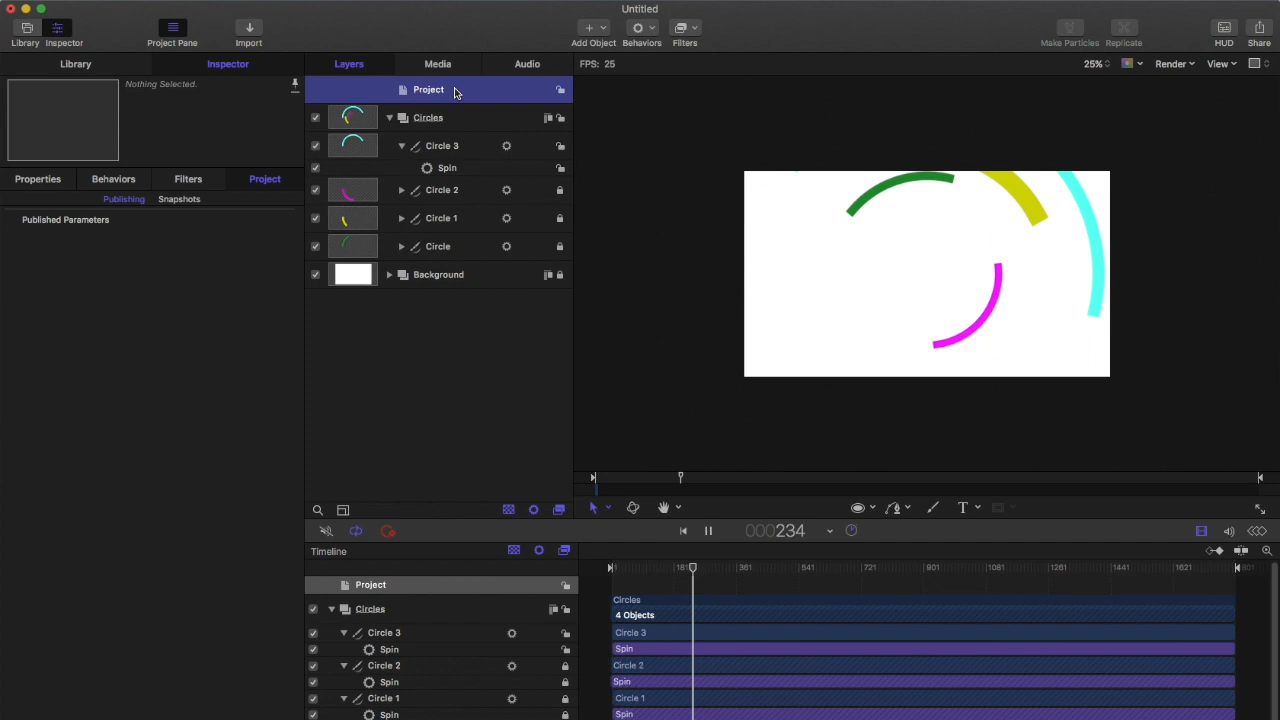 Untitled
Library Inspector Project Pane Import Add Object Behaviors Filters Make Particles Replicate HUD Share
Library Inspector Layers Media Audio FPS: 25 25% Render View
Nothing Selected.
Project
Circles
Circle 3
Spin
Circle 2
Circle 1
Circle
Background
Properties Behaviors Filters Project
Publishing Snapshots
Published Parameters
T
000234
Timeline
1 181 361 541 721 901 1081 1261 1441 1621 801
Project
Circles
Circle 3
Spin
Circle 2
Spin
Circle 1
Spin
Circles
4 Objects
Circle 3
Spin
Circle 2
Spin
Circle 1
Spin